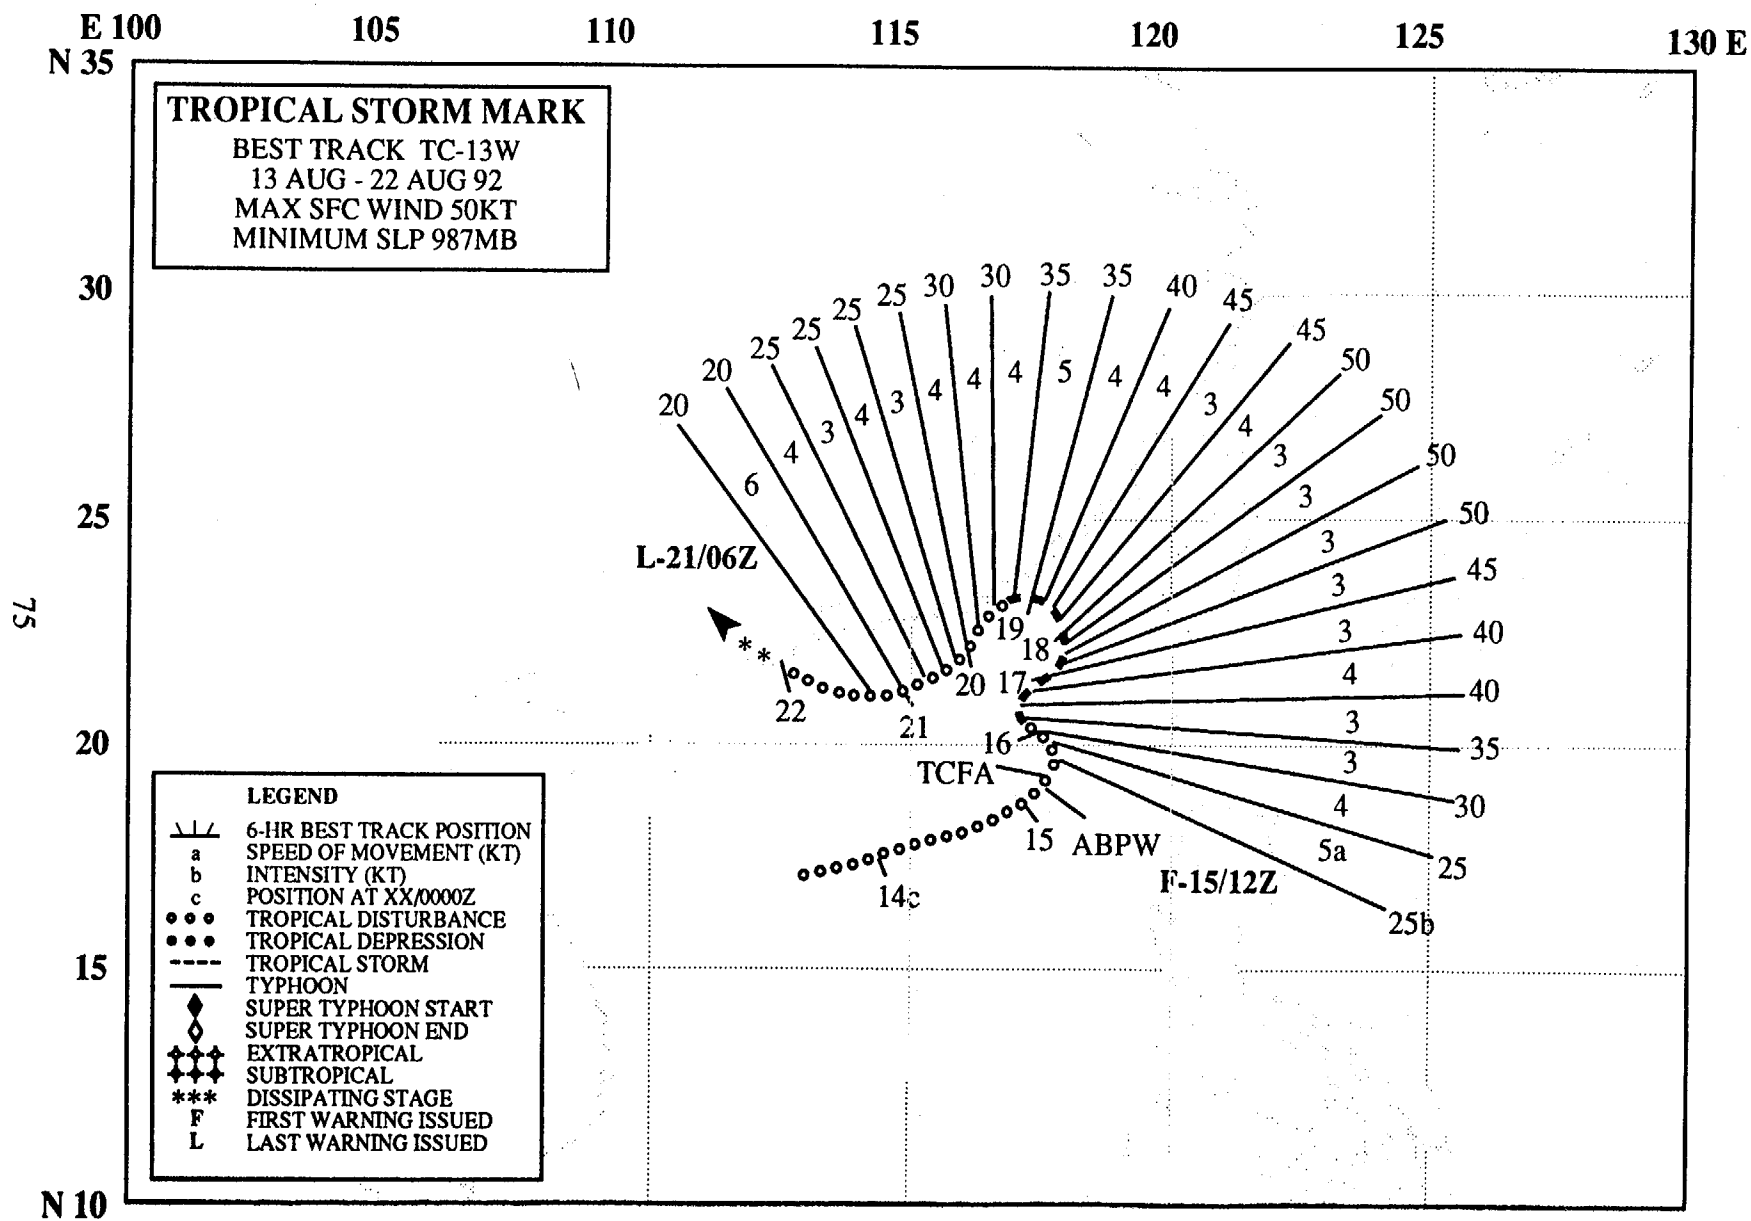 E 100 105 110 115 120 125 130 E
N 35
TROPICAL STORM MARK
BEST TRACK TC-13W
13 AUG - 22 AUG 92
MAX SFC WIND 50KT
MINIMUM SLP 987MB
30
25
20
15
N 10
75
20 20 25 25 25 25 30 30 35 35 40 45 45 50 50 50 50 45 40 40 35 30 25 25b
6 4 3 4 3 4 4 4 5 4 4 3 4 3 3 3 3 3 4 3 3 4 5a
L-21/06Z
**
22
21
20
19
18
17
16
TCFA
15
ABPW
14c
F-15/12Z
LEGEND
6-HR BEST TRACK POSITION
a SPEED OF MOVEMENT (KT)
b INTENSITY (KT)
c POSITION AT XX/0000Z
TROPICAL DISTURBANCE
TROPICAL DEPRESSION
TROPICAL STORM
TYPHOON
SUPER TYPHOON START
SUPER TYPHOON END
EXTRATROPICAL
SUBTROPICAL
*** DISSIPATING STAGE
F FIRST WARNING ISSUED
L LAST WARNING ISSUED